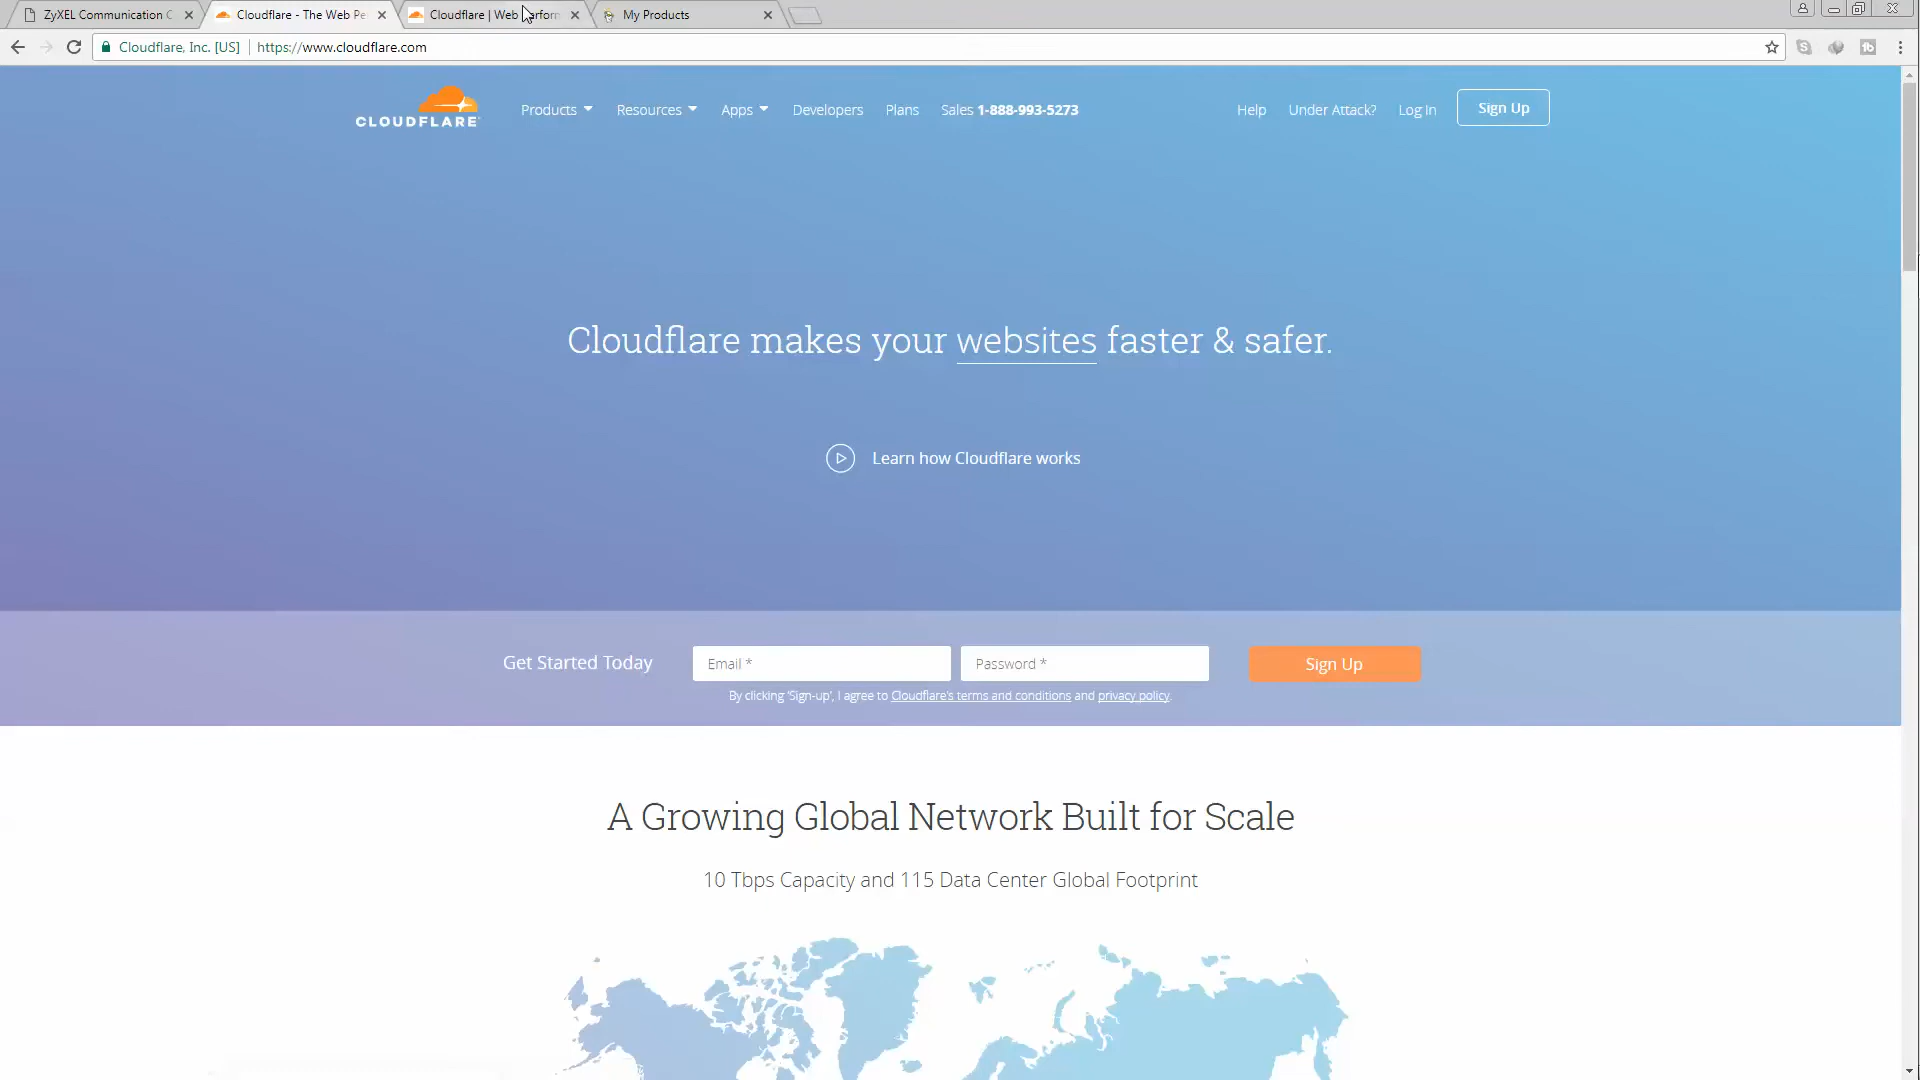 ZyXEL Communication C
Cloudflare - The Web Pe
Cloudflare | Web
My Products
Cloudflare, Inc. [US]
https://www.cloudflare.com
CLOUDFLARE
Products
Resources
Apps
Developers
Plans
Sales 1-888-993-5273
Help
Under Attack?
Log In
Sign Up
Cloudflare makes your websites faster & safer.
Learn how Cloudflare works
Get Started Today
Email *
Password *
Sign Up
By clicking 'Sign-up', I agree to Cloudflare's terms and conditions and privacy policy.
A Growing Global Network Built for Scale
10 Tbps Capacity and 115 Data Center Global Footprint